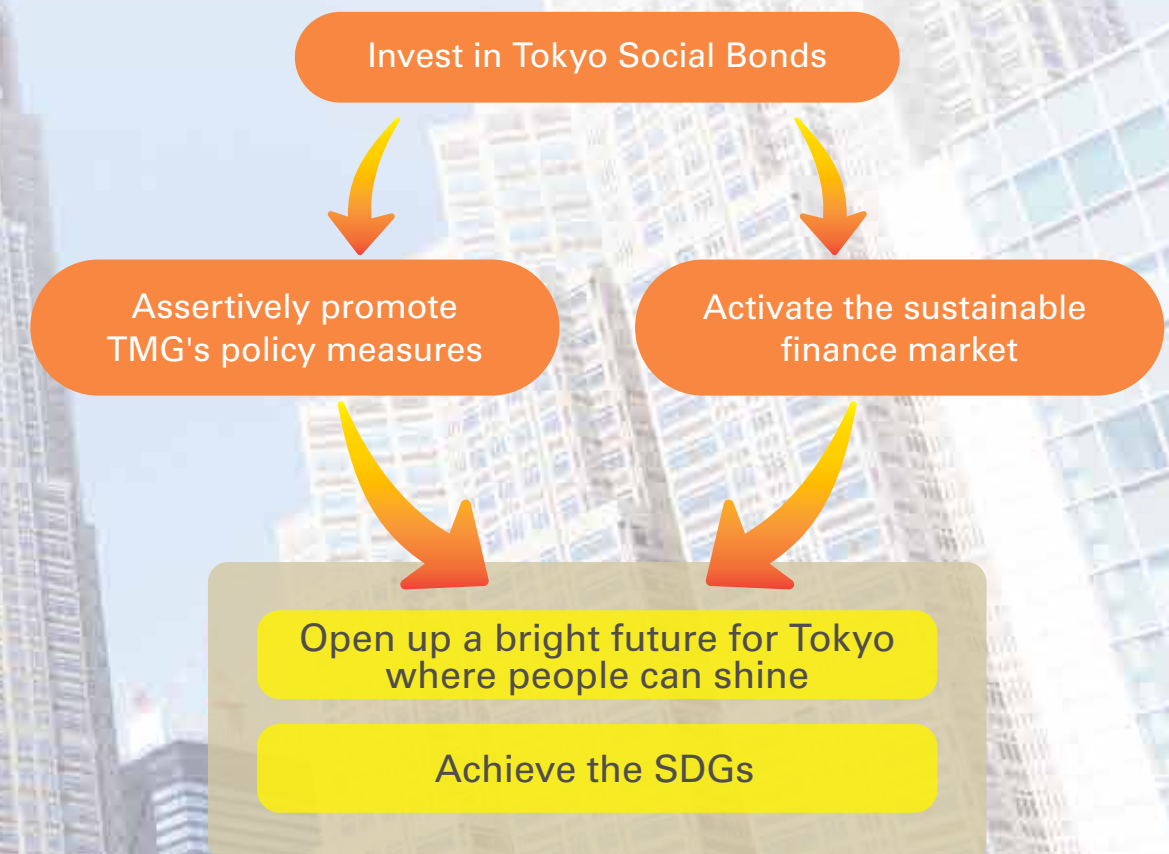 Invest in Tokyo Social Bonds
Assertively promote
TMG's policy measures
Activate the sustainable
finance market
Open up a bright future for Tokyo
where people can shine
Achieve the SDGs